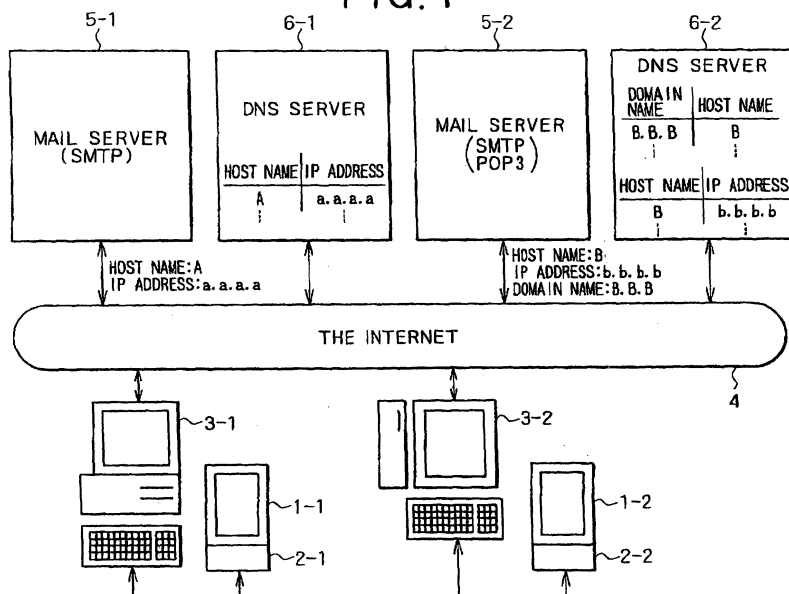 FIG. 1
5-1
6-1
5-2
6-2
MAIL SERVER
(SMTP)
DNS SERVER
HOST NAME IP ADDRESS
A a.a.a.a
MAIL SERVER
(SMTP
POP3)
DNS SERVER
DOMAIN
NAME HOST NAME
B.B.B B
HOST NAME IP ADDRESS
B b.b.b.b
HOST NAME:A
IP ADDRESS:a.a.a.a
HOST NAME:B
IP ADDRESS:b.b.b.b
DOMAIN NAME:B.B.B
THE INTERNET
4
3-1
3-2
1-1
1-2
2-1
2-2